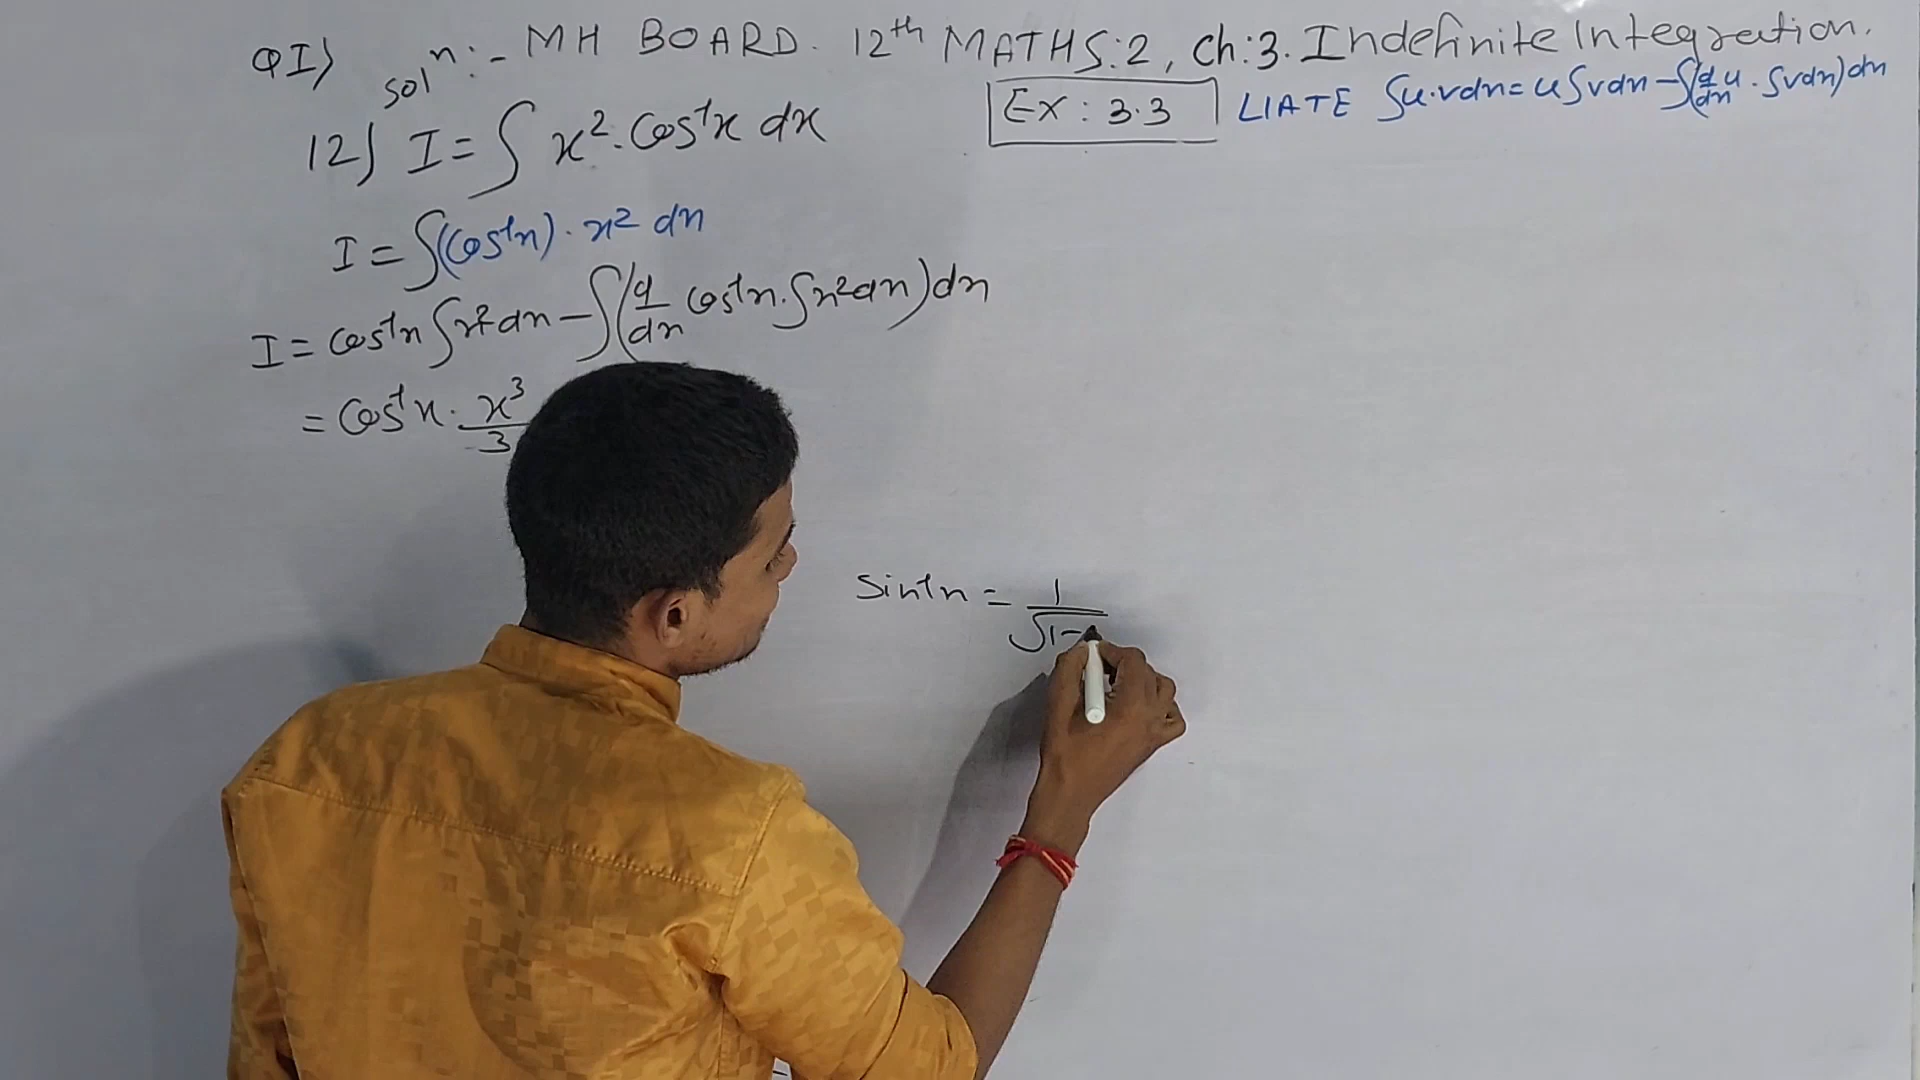 QI) solⁿ:- MH BOARD. 12th MATHS:2, Ch:3. Indefinite Integration.
Ex: 3.3 LIATE ∫u.vdx = u∫vdx - ∫(d/dx u . ∫vdx)dx
12) I = ∫ x². Cos⁻¹x dx
I = ∫(Cos⁻¹x) . x² dx
I = Cos⁻¹x ∫x² dx - ∫(d/dx Cos⁻¹x . ∫x²dx) dx
= Cos⁻¹x . x³/3
Sin⁻¹x = 1/√1-